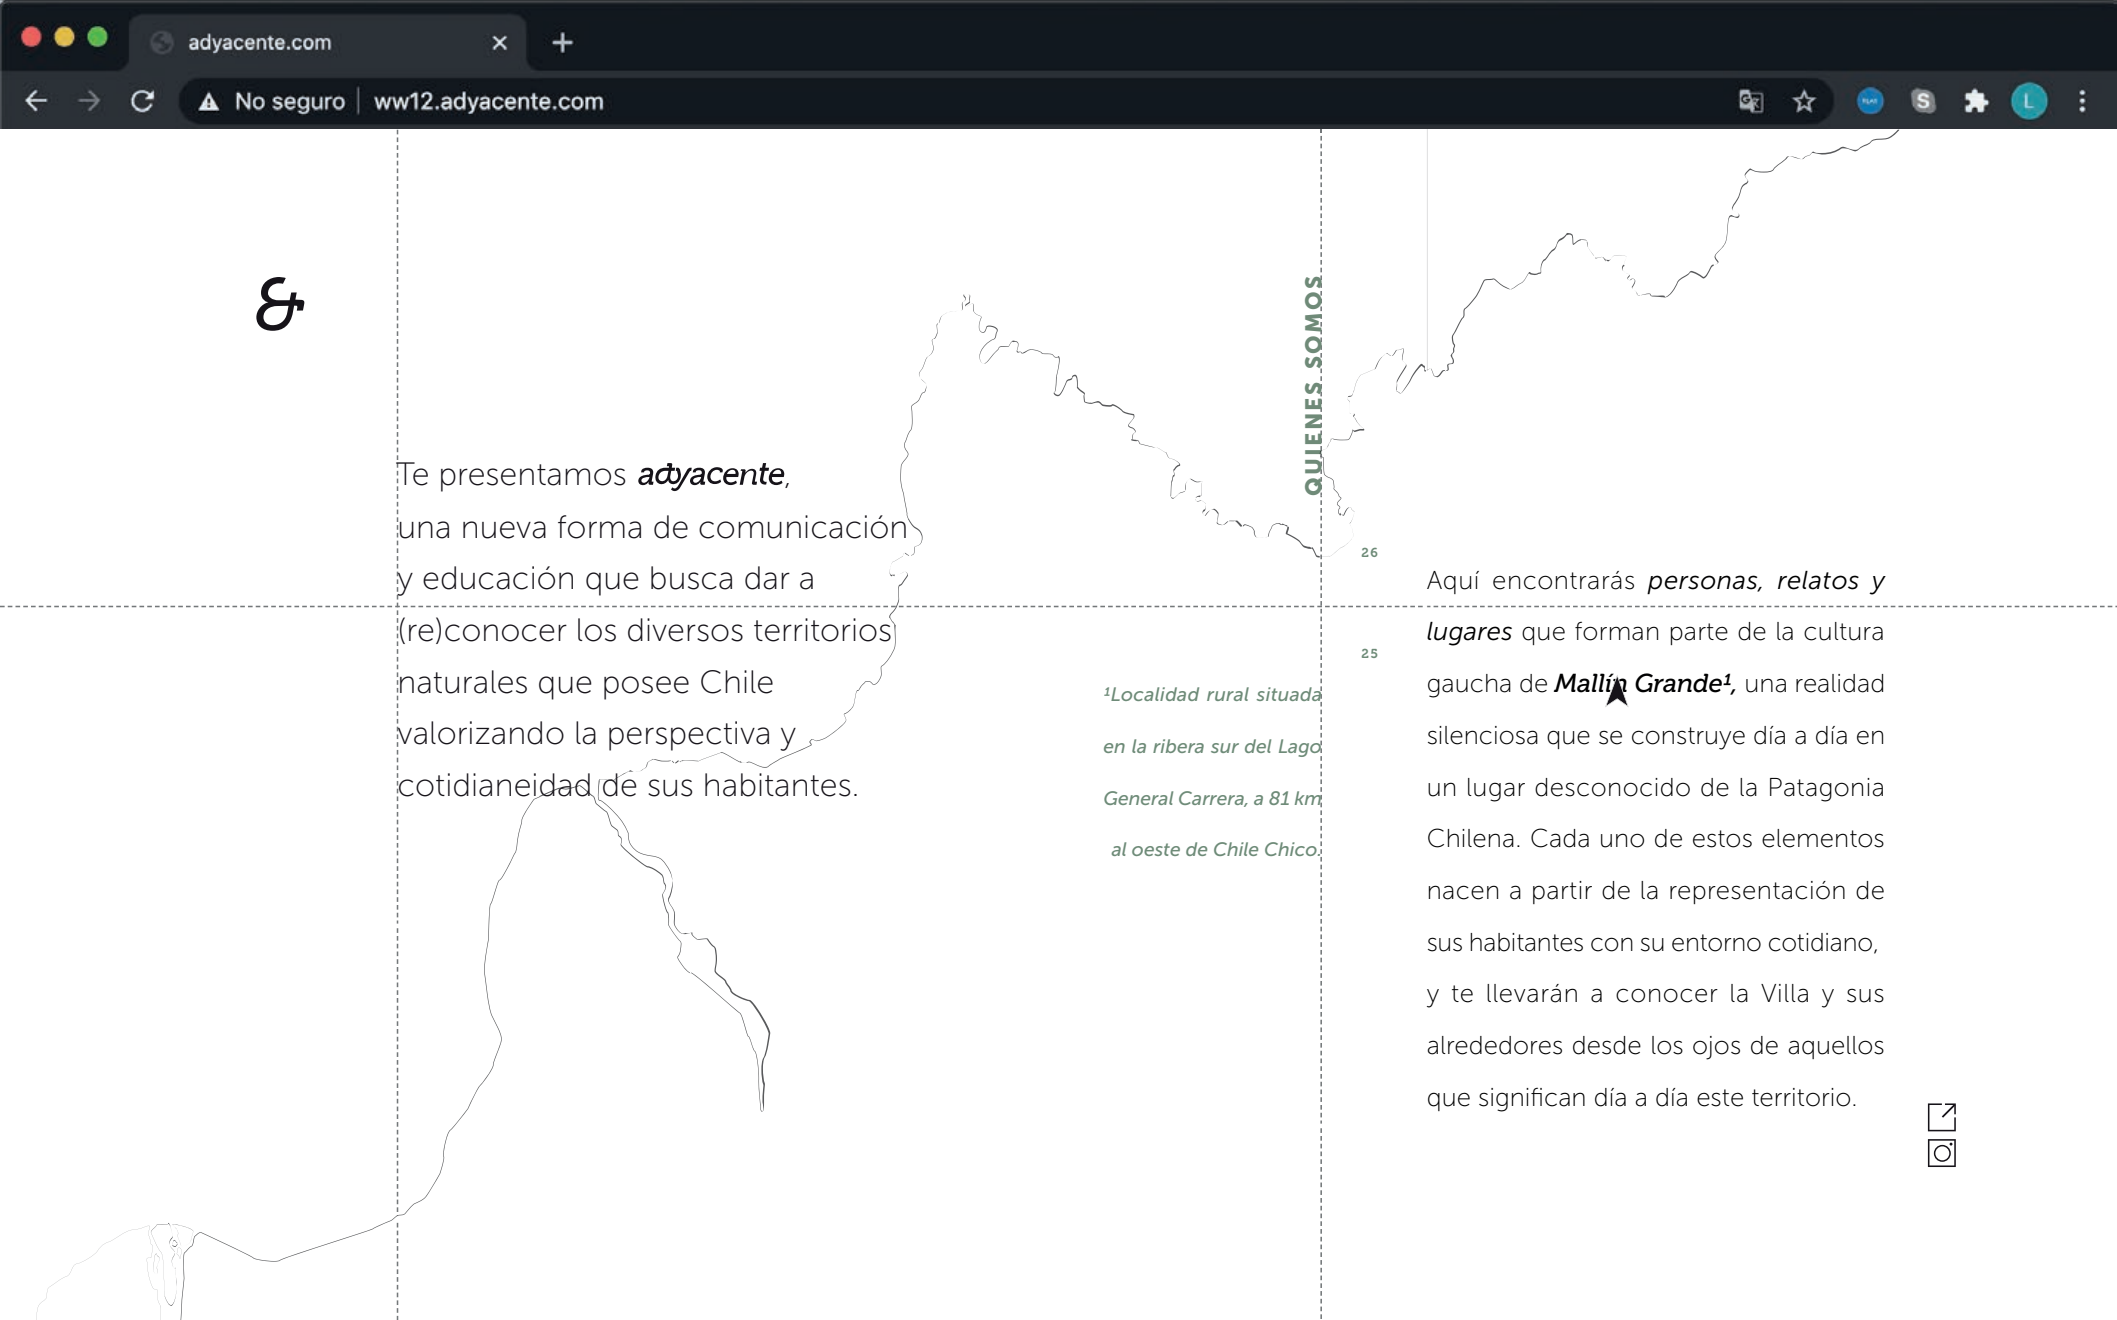 adyacente.com
No seguro
ww12.adyacente.com
L
&
Te presentamos adyacente,
una nueva forma de comunicación
y educación que busca dar a
(re)conocer los diversos territorios
naturales que posee Chile
valorizando la perspectiva y
cotidianeidad de sus habitantes.
QUIENES SOMOS
26
25
¹Localidad rural situada
en la ribera sur del Lago
General Carrera, a 81 km
al oeste de Chile Chico.
Aquí encontrarás personas, relatos y
lugares que forman parte de la cultura
gaucha de Mallín Grande¹, una realidad
silenciosa que se construye día a día en
un lugar desconocido de la Patagonia
Chilena. Cada uno de estos elementos
nacen a partir de la representación de
sus habitantes con su entorno cotidiano,
y te llevarán a conocer la Villa y sus
alrededores desde los ojos de aquellos
que significan día a día este territorio.